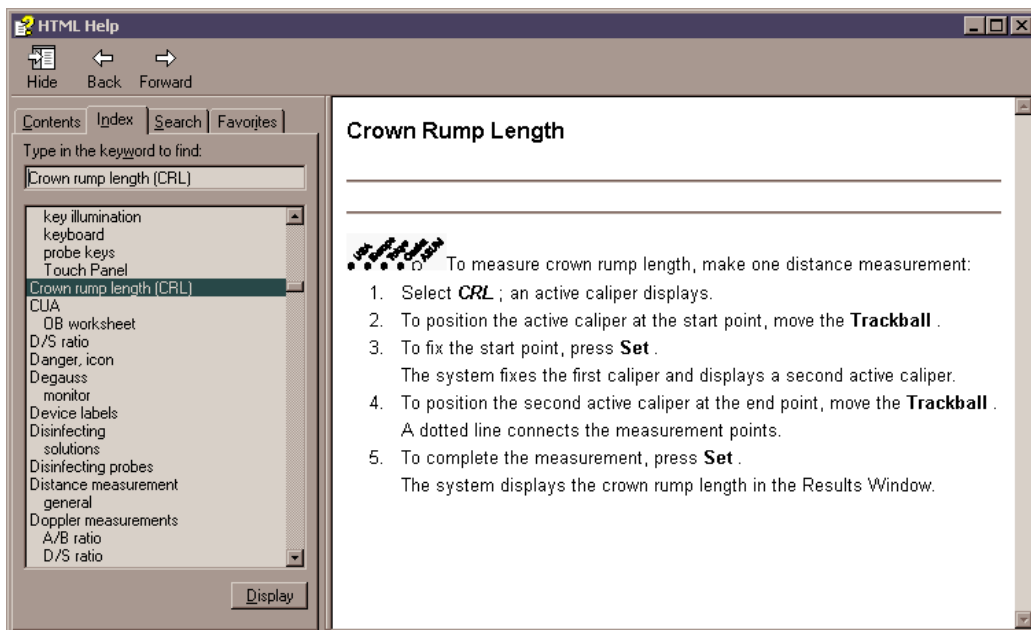 HTML Help
Hide Back Forward
Contents Index Search Favorites
Type in the keyword to find:
Crown rump length (CRL)
key illumination
keyboard
probe keys
Touch Panel
Crown rump length (CRL)
CUA
OB worksheet
D/S ratio
Danger, icon
Degauss
monitor
Device labels
Disinfecting
solutions
Disinfecting probes
Distance measurement
general
Doppler measurements
A/B ratio
D/S ratio
Display
Crown Rump Length
USA Europe Tokyo Osaka ASUM
To measure crown rump length, make one distance measurement:
1. Select CRL ; an active caliper displays.
2. To position the active caliper at the start point, move the Trackball .
3. To fix the start point, press Set .
The system fixes the first caliper and displays a second active caliper.
4. To position the second active caliper at the end point, move the Trackball .
A dotted line connects the measurement points.
5. To complete the measurement, press Set .
The system displays the crown rump length in the Results Window.